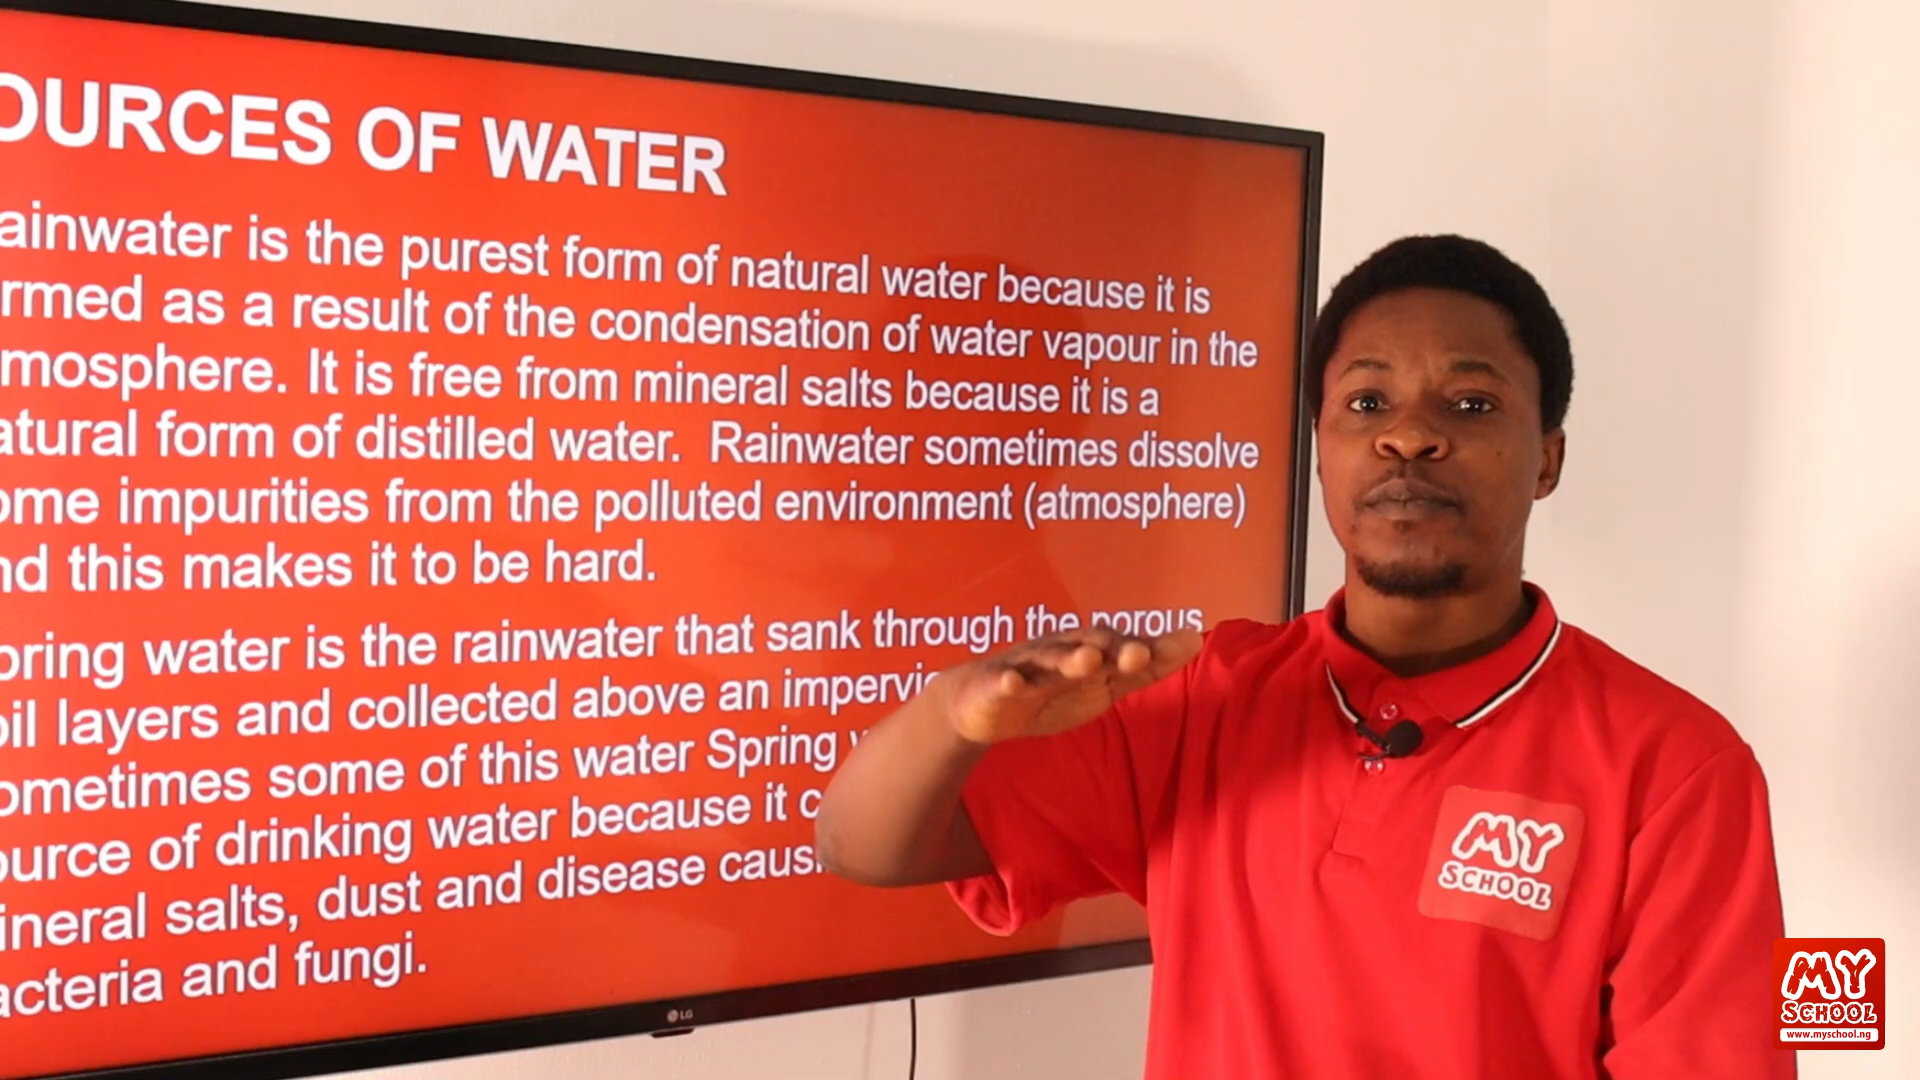 OURCES OF WATER
ainwater is the purest form of natural water because it is
rmed as a result of the condensation of water vapour in the
mosphere. It is free from mineral salts because it is a
atural form of distilled water. Rainwater sometimes dissolve
ome impurities from the polluted environment (atmosphere)
nd this makes it to be hard.
pring water is the rainwater that sank through the porous
oil layers and collected above an impervi
ometimes some of this water Spring
ource of drinking water because it c
ineral salts, dust and disease caus
acteria and fungi.
LG
MY
SCHOOL
MY
SCHOOL
www.myschool.ng